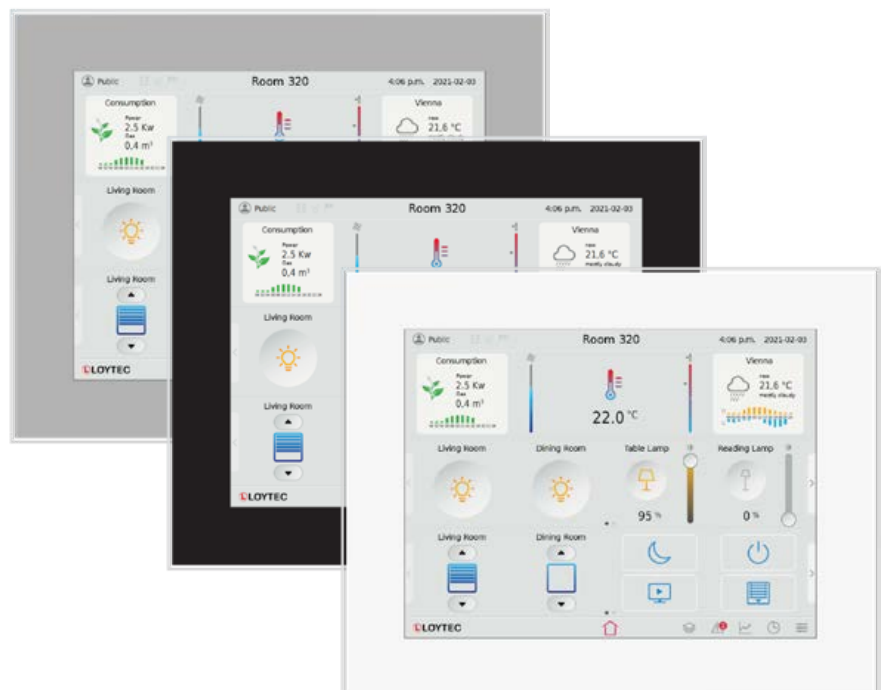 Public
Room 320
4:06 p.m. 2021-02-03
Consumption
Power
2.5 Kw
Gas
0,4 m³
Vienna
now
21,6 °C
Living Room
Living Room
LOYTEC
Public
Room 320
4:06 p.m. 2021-02-03
Consumption
Power
2.5 Kw
Gas
0,4 m³
Vienna
now
21,6 °C
mostly cloudy
Living Room
Living Room
LOYTEC
Public
Room 320
4:06 p.m. 2021-02-03
Consumption
Power
2.5 Kw
Gas
0,4 m³
22.0 °C
Vienna
now
21,6 °C
mostly cloudy
Living Room
Dining Room
Table Lamp
95 %
Reading Lamp
0 %
Living Room
Dining Room
LOYTEC